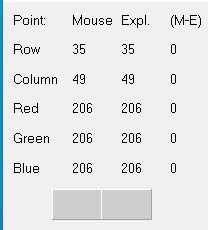 Point: Mouse Expl. (M-E)
Row 35 35 0
Column 49 49 0
Red 206 206 0
Green 206 206 0
Blue 206 206 0